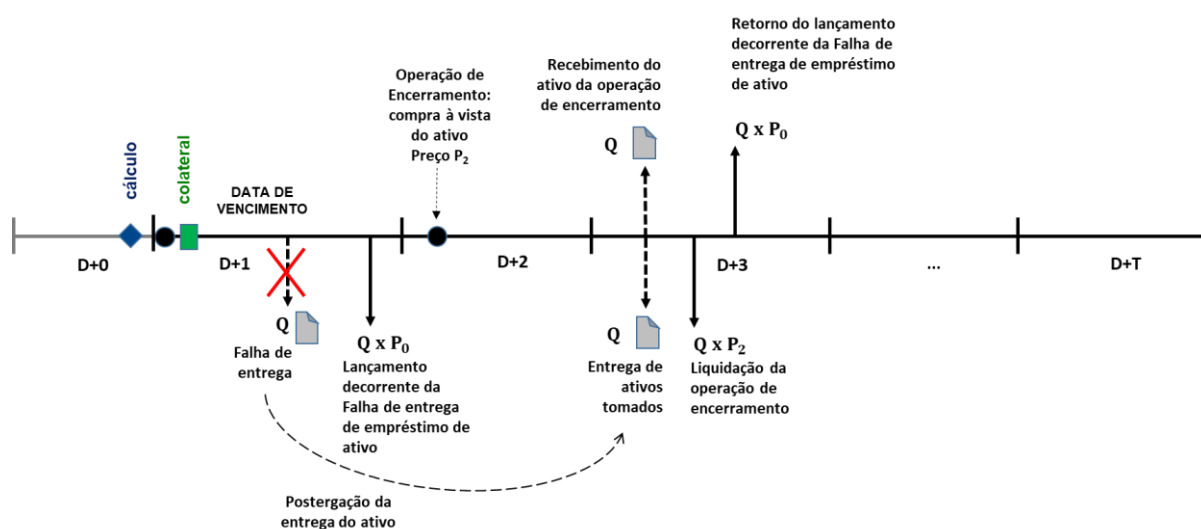 Retorno do lançamento
decorrente da Falha de
entrega de empréstimo
de ativo
Q x P₀
Recebimento do
ativo da operação
de encerramento
Q
Operação de
Encerramento:
compra à vista
do ativo
Preço P₂
cálculo
colateral
DATA DE
VENCIMENTO
D+0
D+1
D+2
D+3
...
D+T
Q
Falha de
entrega
Q x P₀
Lançamento
decorrente da
Falha de entrega
de empréstimo de
ativo
Q
Entrega de
ativos
tomados
Q x P₂
Liquidação da
operação de
encerramento
Postergação da
entrega do ativo